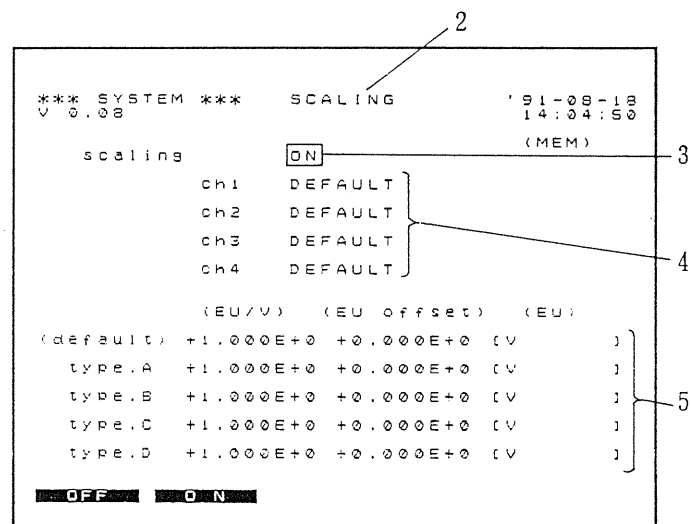 2
*** SYSTEM *** SCALING '91-08-18
V 0.08 14:04:50
(MEM)
scaling ON 3
ch1 DEFAULT
ch2 DEFAULT
ch3 DEFAULT
4
ch4 DEFAULT
(EU/V) (EU offset) (EU)
(default) +1.000E+0 +0.000E+0 [V ]
type.A +1.000E+0 +0.000E+0 [V ]
type.B +1.000E+0 +0.000E+0 [V ]
5
type.C +1.000E+0 +0.000E+0 [V ]
type.D +1.000E+0 +0.000E+0 [V ]
OFF ON